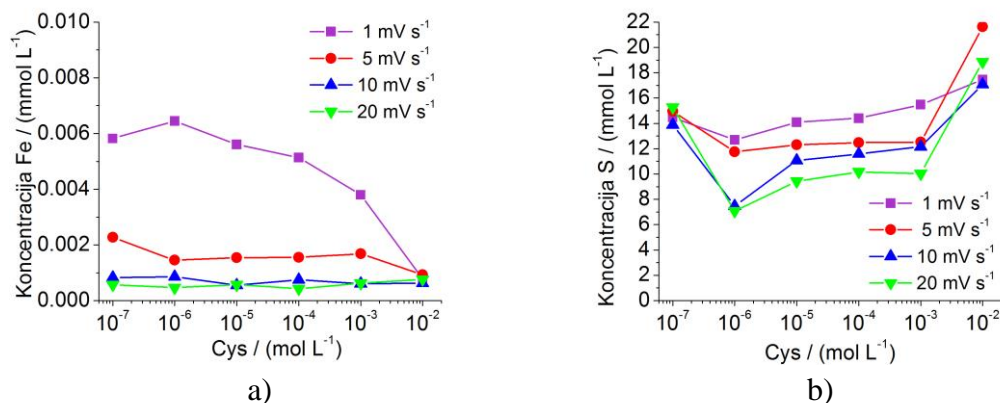 0.010
0.008
0.006
0.004
0.002
0.000
Koncentracija Fe / (mmol L⁻¹)
1 mV s⁻¹
5 mV s⁻¹
10 mV s⁻¹
20 mV s⁻¹
10⁻⁷ 10⁻⁶ 10⁻⁵ 10⁻⁴ 10⁻³ 10⁻²
Cys / (mol L⁻¹)
a)
22
20
18
16
14
12
10
8
6
4
2
0
Koncentracija S / (mmol L⁻¹)
1 mV s⁻¹
5 mV s⁻¹
10 mV s⁻¹
20 mV s⁻¹
10⁻⁷ 10⁻⁶ 10⁻⁵ 10⁻⁴ 10⁻³ 10⁻²
Cys / (mol L⁻¹)
b)